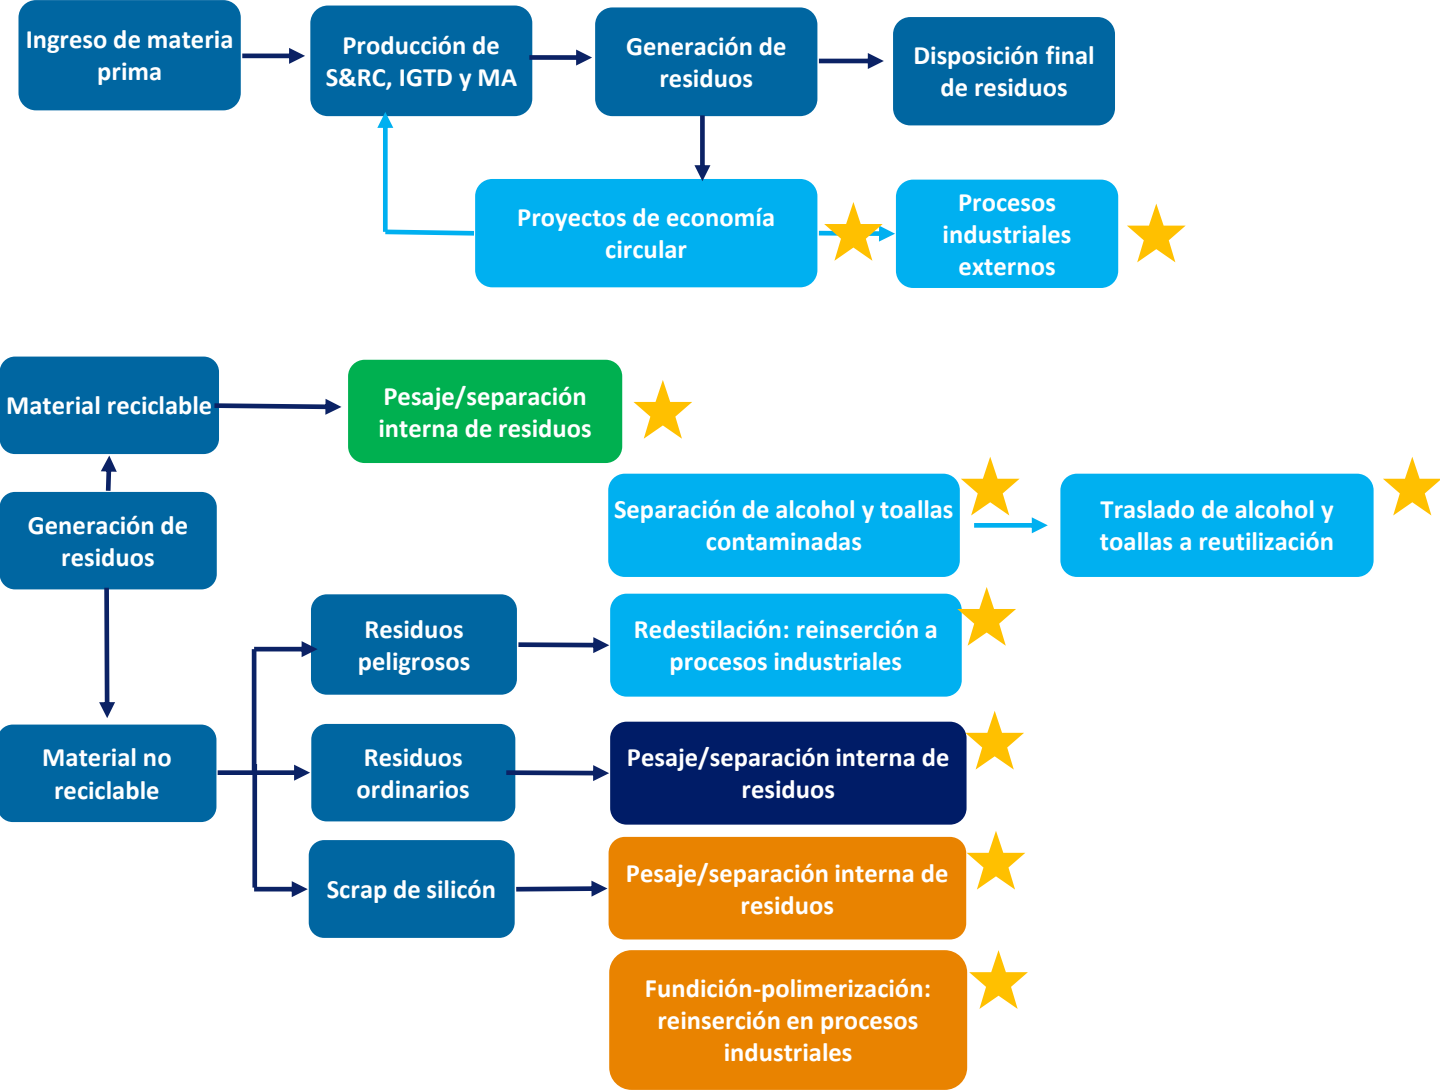 Ingreso de materia
prima
Producción de
S&RC, IGTD y MA
Generación de
residuos
Disposición final
de residuos
Proyectos de economía
circular
Procesos
industriales
externos
Material reciclable
Pesaje/separación
interna de residuos
Generación de
residuos
Separación de alcohol y toallas
contaminadas
Traslado de alcohol y
toallas a reutilización
Residuos
peligrosos
Redestilación: reinserción a
procesos industriales
Material no
reciclable
Residuos
ordinarios
Pesaje/separación interna de
residuos
Scrap de silicón
Pesaje/separación interna de
residuos
Fundición-polimerización:
reinserción en procesos
industriales